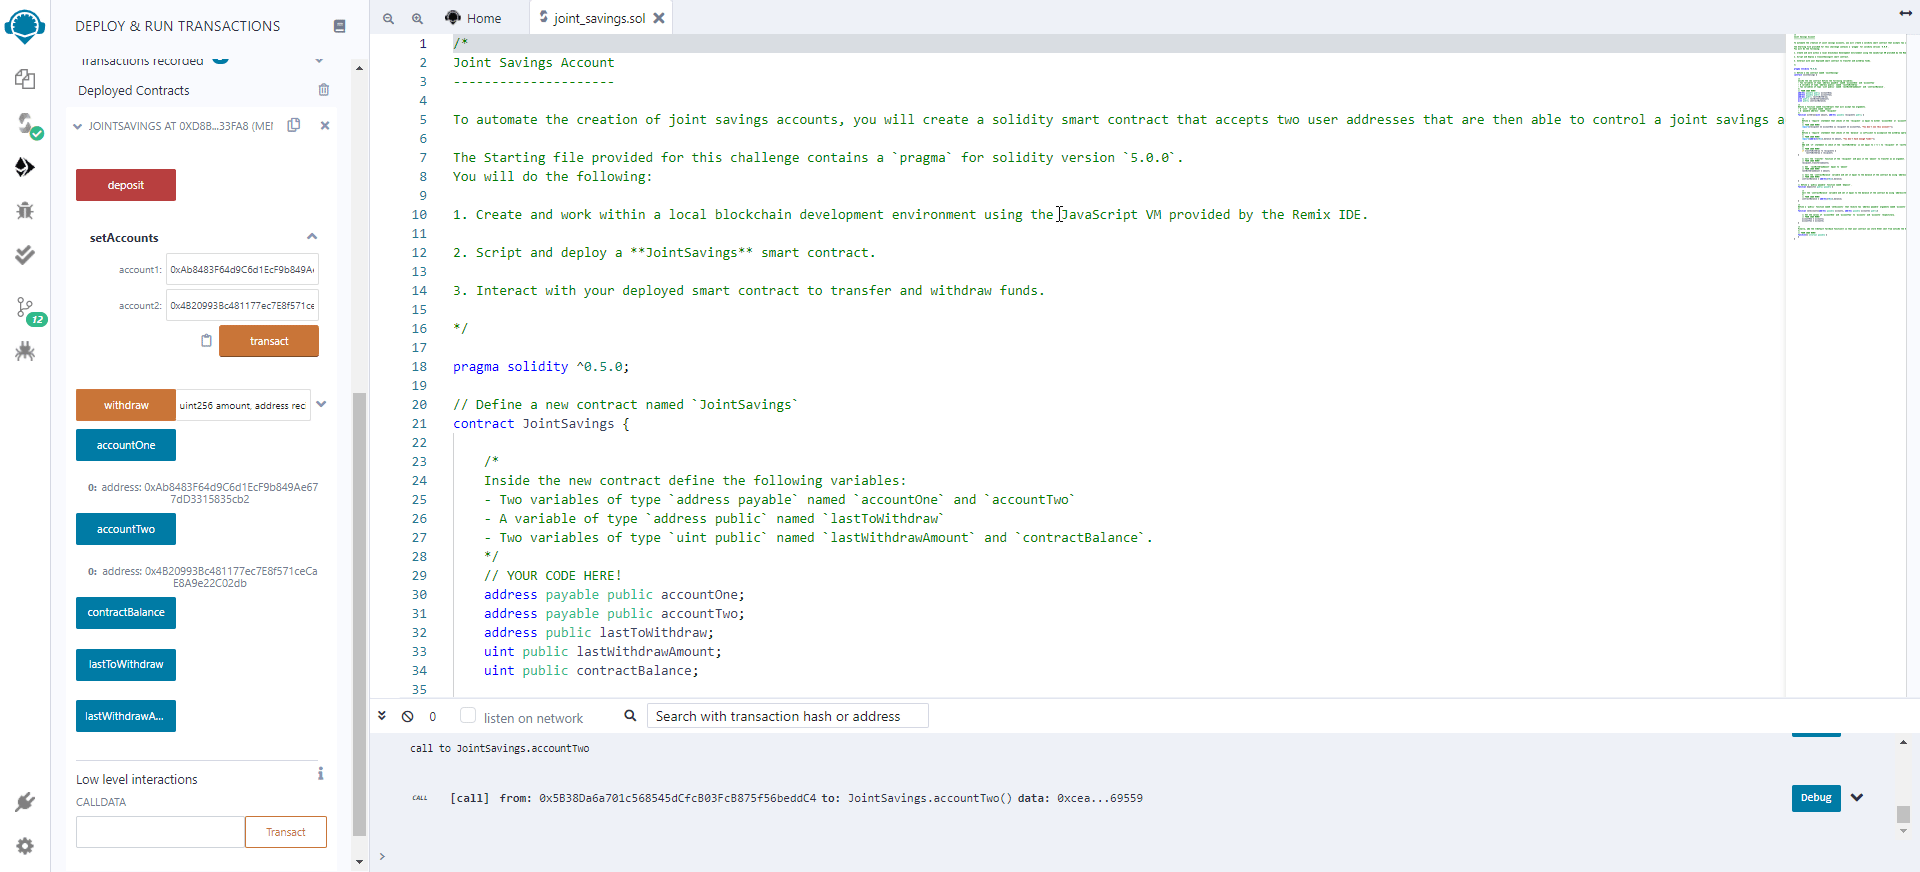 DEPLOY & RUN TRANSACTIONS
Transactions recorded
Deployed Contracts
JOINTSAVINGS AT 0XD8B...33FA8 (MEM
deposit
setAccounts
account1: 0xAb8483F64d9C6d1EcF9b849Ae
account2: 0x4B20993Bc481177ec7E8f571ce
transact
withdraw uint256 amount, address rec
accountOne
0: address: 0xAb8483F64d9C6d1EcF9b849Ae67
7dD3315835cb2
accountTwo
0: address: 0x4B20993Bc481177ec7E8f571ceCa
E8A9e22C02db
contractBalance
lastToWithdraw
lastWithdrawA...
Low level interactions
CALLDATA
Transact
12
Home
joint_savings.sol
1 /*
2 Joint Savings Account
3 ---------------------
4
5 To automate the creation of joint savings accounts, you will create a solidity smart contract that accepts two user addresses that are then able to control a joint savings a
6
7 The Starting file provided for this challenge contains a `pragma` for solidity version `5.0.0`.
8 You will do the following:
9
10 1. Create and work within a local blockchain development environment using the JavaScript VM provided by the Remix IDE.
11
12 2. Script and deploy a **JointSavings** smart contract.
13
14 3. Interact with your deployed smart contract to transfer and withdraw funds.
15
16 */
17
18 pragma solidity ^0.5.0;
19
20 // Define a new contract named `JointSavings`
21 contract JointSavings {
22
23 /*
24 Inside the new contract define the following variables:
25 - Two variables of type `address payable` named `accountOne` and `accountTwo`
26 - A variable of type `address public` named `lastToWithdraw`
27 - Two variables of type `uint public` named `lastWithdrawAmount` and `contractBalance`.
28 */
29 // YOUR CODE HERE!
30 address payable public accountOne;
31 address payable public accountTwo;
32 address public lastToWithdraw;
33 uint public lastWithdrawAmount;
34 uint public contractBalance;
35
0 listen on network Search with transaction hash or address
call to JointSavings.accountTwo
CALL [call] from: 0x5B38Da6a701c568545dCfcB03FcB875f56beddC4 to: JointSavings.accountTwo() data: 0xcea...69559
Debug
>